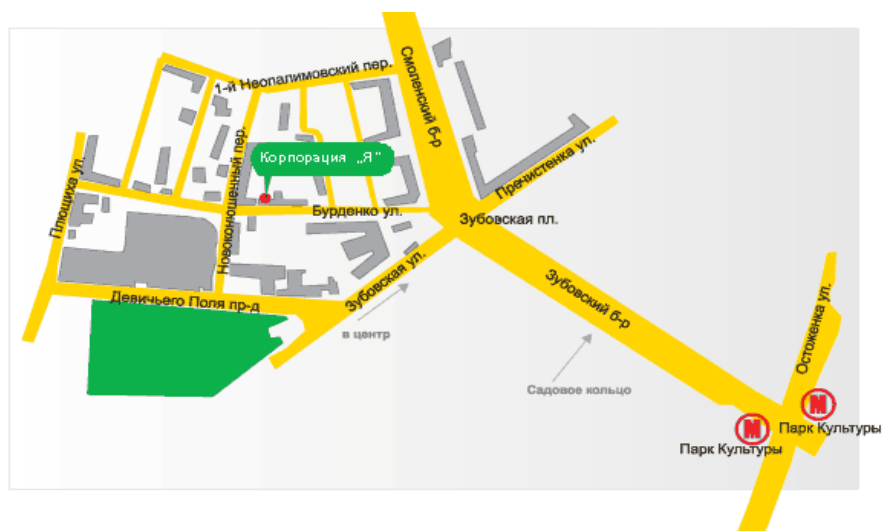 1-й Неопалимовский пер.
Смоленский б-р
Новоконюшенный пер.
Корпорация „Я"
Пречистенка ул.
Плющиха ул.
Бурденко ул.
Зубовская пл.
Зубовская ул.
Девичьего Поля пр-д
Зубовский б-р
в центр
Остоженка ул.
Садовое кольцо
М
М
Парк Культуры
Парк Культуры